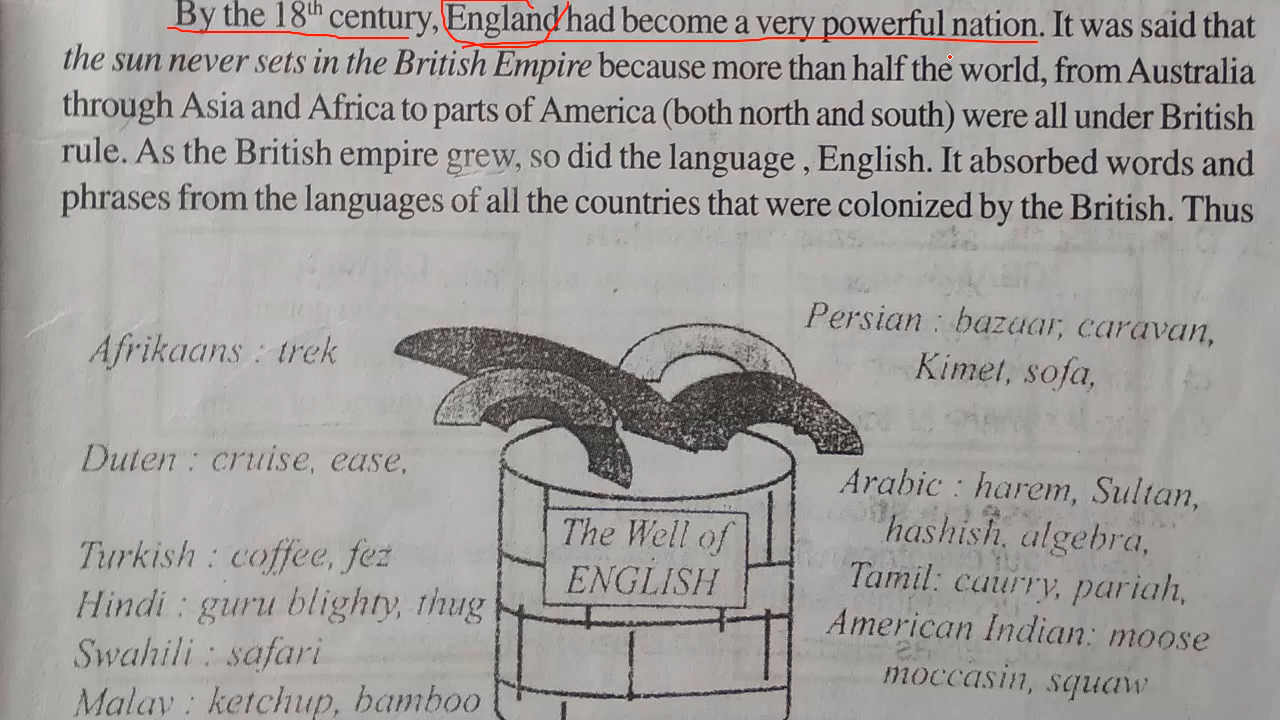 By the 18th century, England had become a very powerful nation. It was said that
the sun never sets in the British Empire because more than half the world, from Australia
through Asia and Africa to parts of America (both north and south) were all under British
rule. As the British empire grew, so did the language , English. It absorbed words and
phrases from the languages of all the countries that were colonized by the British. Thus
Afrikaans : trek
Duten : cruise, ease,
Turkish : coffee, fez
Hindi : guru blighty, thug
Swahili : safari
Malay : ketchup, bamboo
The Well of
ENGLISH
Persian : bazaar, caravan,
Kimet, sofa,
Arabic : harem, Sultan,
hashish, algebra,
Tamil: caurry, pariah,
American Indian: moose
moccasin, squaw